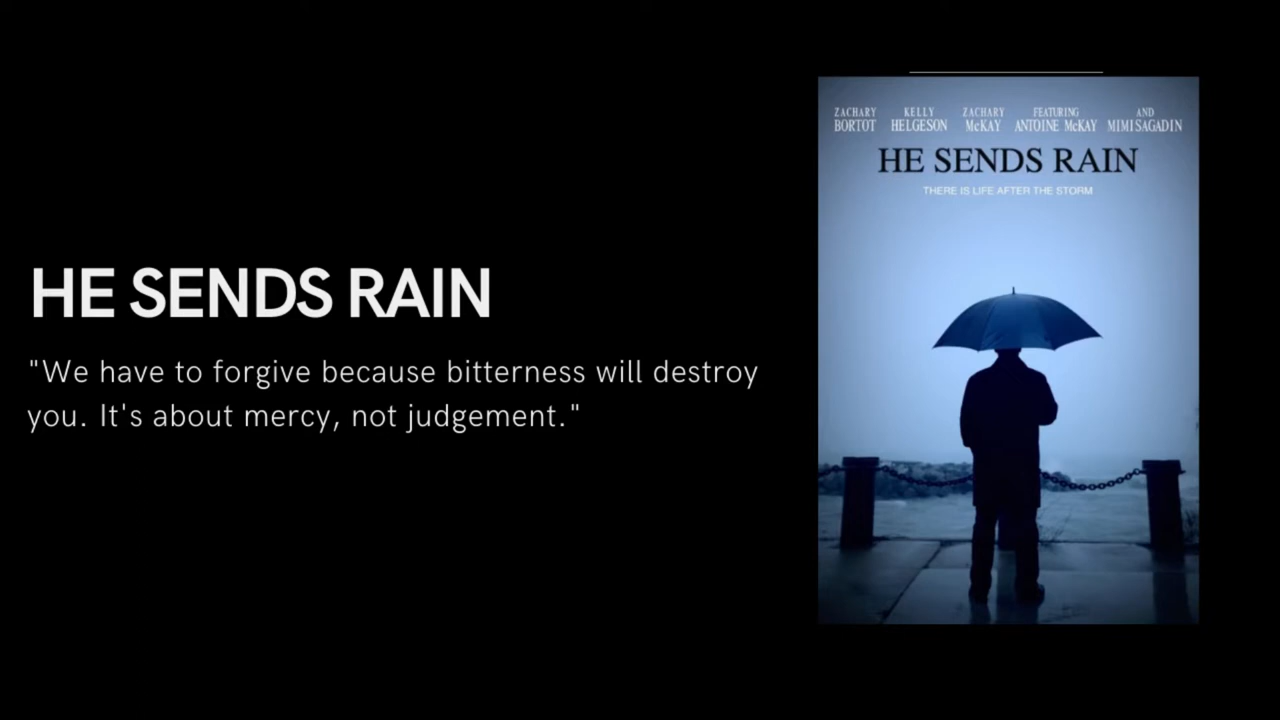 HE SENDS RAIN
"We have to forgive because bitterness will destroy
you. It's about mercy, not judgement."
ZACHARY BORTOT KELLY HELGESON ZACHARY McKAY FEATURING ANTOINE McKAY AND MIMI SAGADIN
HE SENDS RAIN
THERE IS LIFE AFTER THE STORM